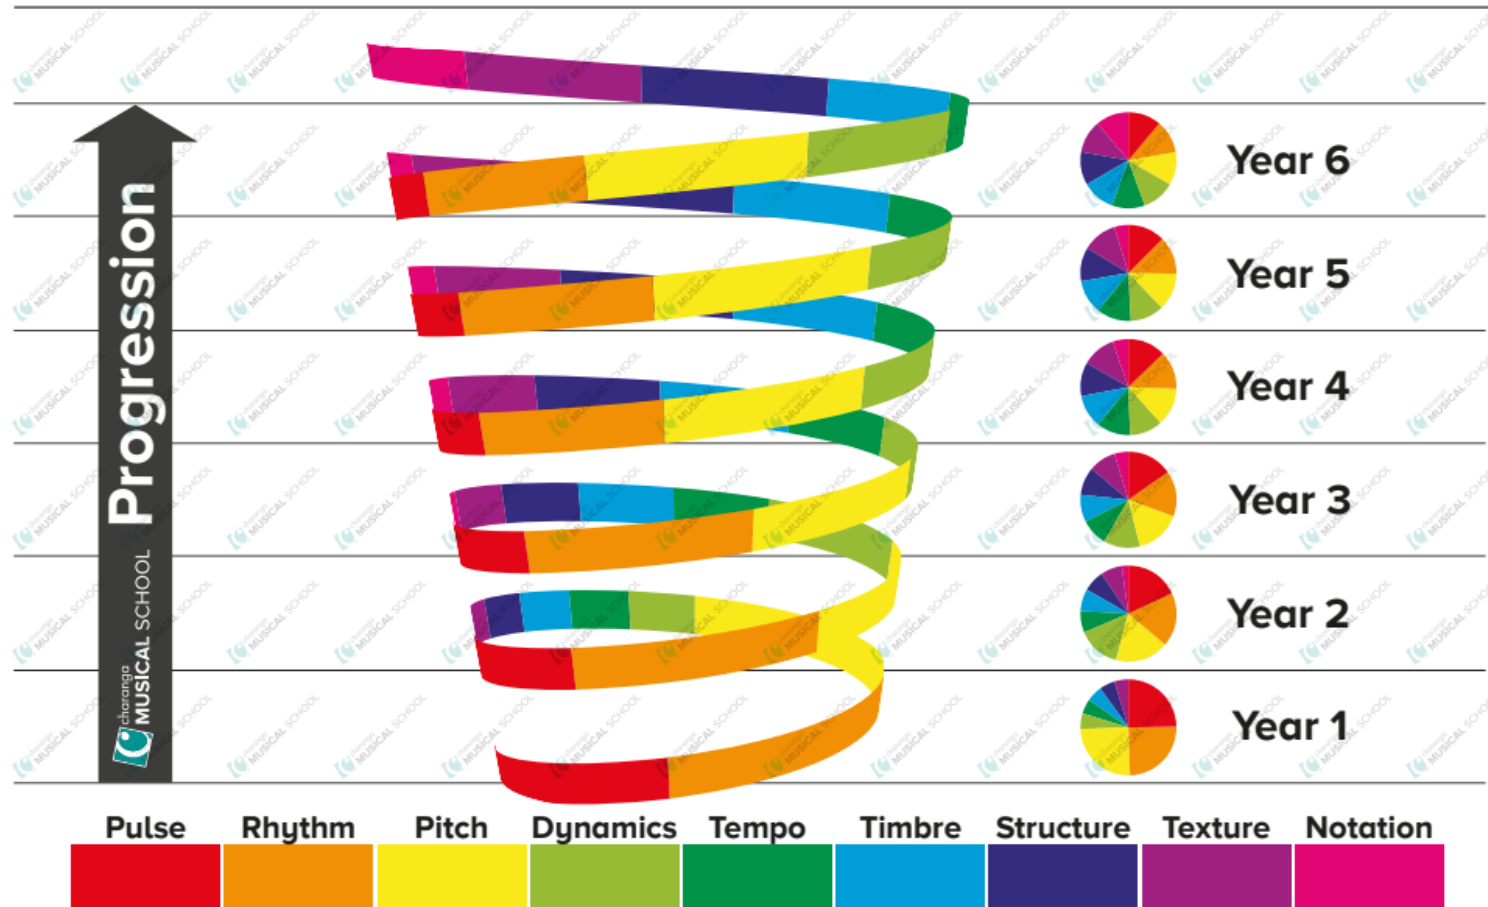 Year 6
Year 5
Year 4
Year 3
Year 2
Year 1
Progression
charanga
MUSICAL SCHOOL
Pulse Rhythm Pitch Dynamics Tempo Timbre Structure Texture Notation